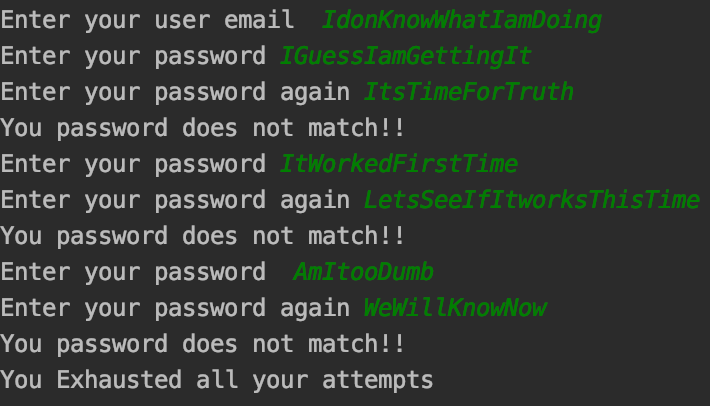 Enter your user email  IdonKnowWhatIamDoing
Enter your password IGuessIamGettingIt
Enter your password again ItsTimeForTruth
You password does not match!!
Enter your password ItWorkedFirstTime
Enter your password again LetsSeeIfItworksThisTime
You password does not match!!
Enter your password  AmItooDumb
Enter your password again WeWillKnowNow
You password does not match!!
You Exhausted all your attempts